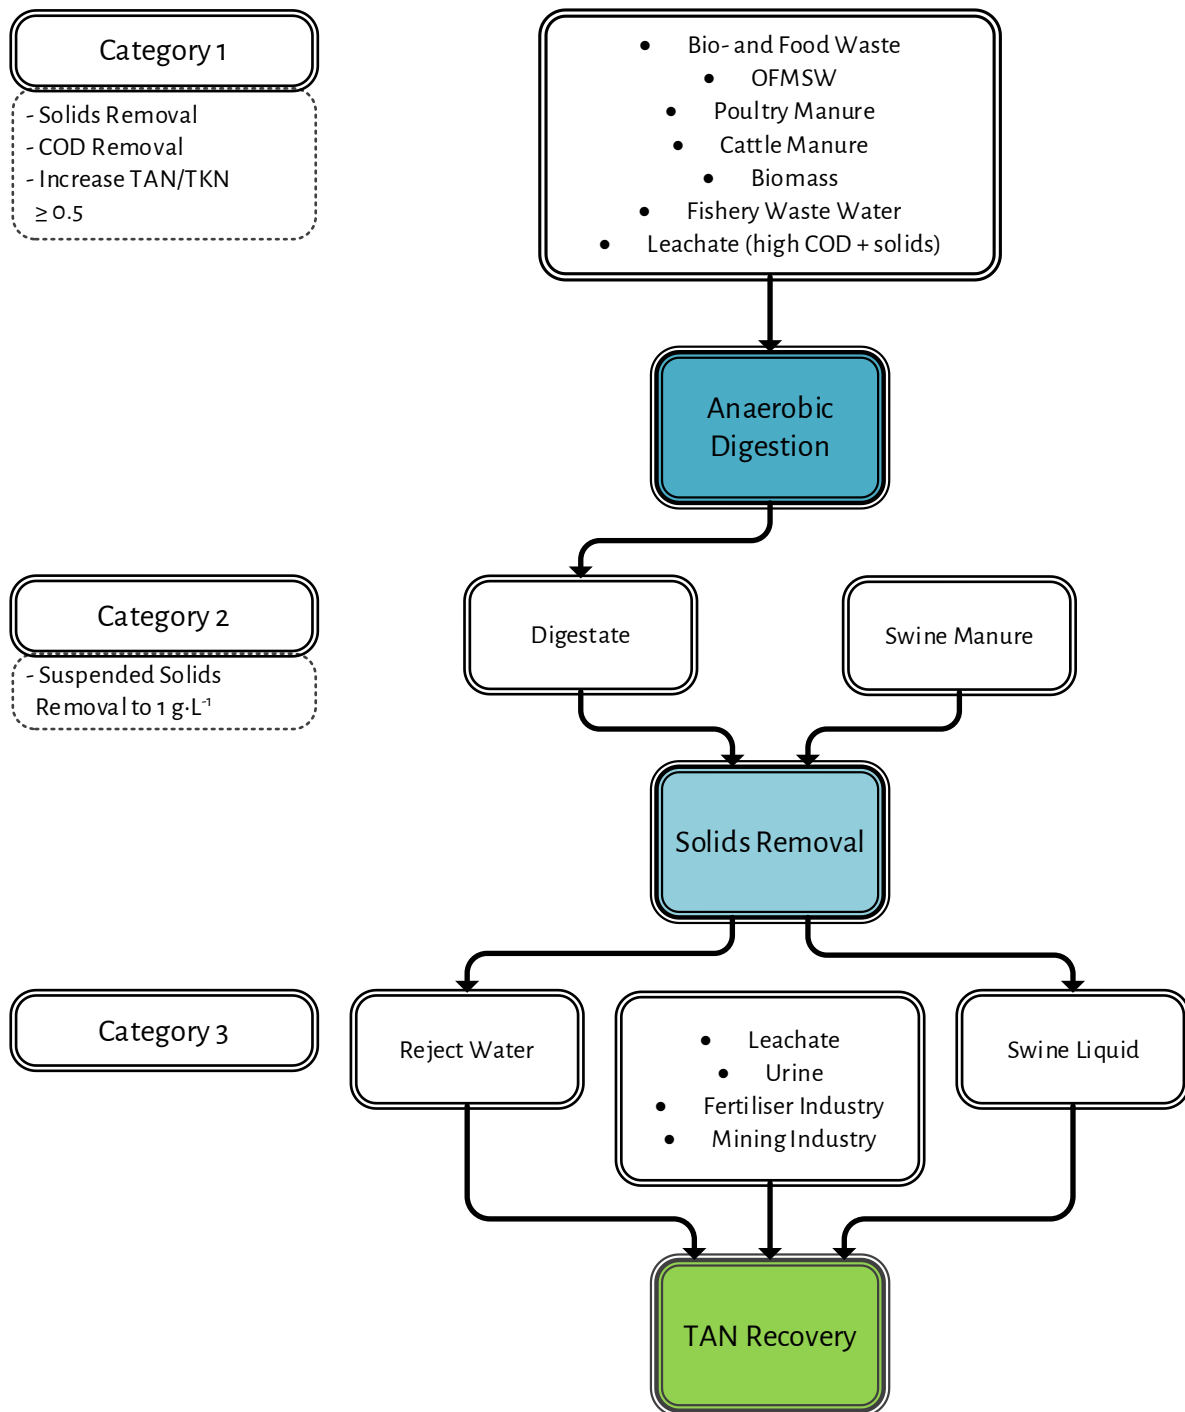 Category 1
- Solids Removal
- COD Removal
- Increase TAN/TKN
≥ 0.5
• Bio- and Food Waste
• OFMSW
• Poultry Manure
• Cattle Manure
• Biomass
• Fishery Waste Water
• Leachate (high COD + solids)
Anaerobic
Digestion
Category 2
- Suspended Solids
Removal to 1 g·L⁻¹
Digestate
Swine Manure
Solids Removal
Category 3
Reject Water
• Leachate
• Urine
• Fertiliser Industry
• Mining Industry
Swine Liquid
TAN Recovery